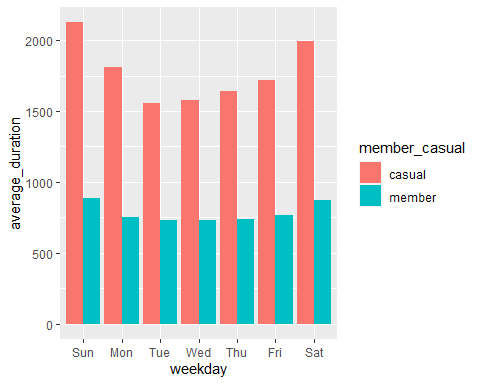 2000
1500
1000
500
0
average_duration
Sun Mon Tue Wed Thu Fri Sat
weekday
member_casual
casual
member